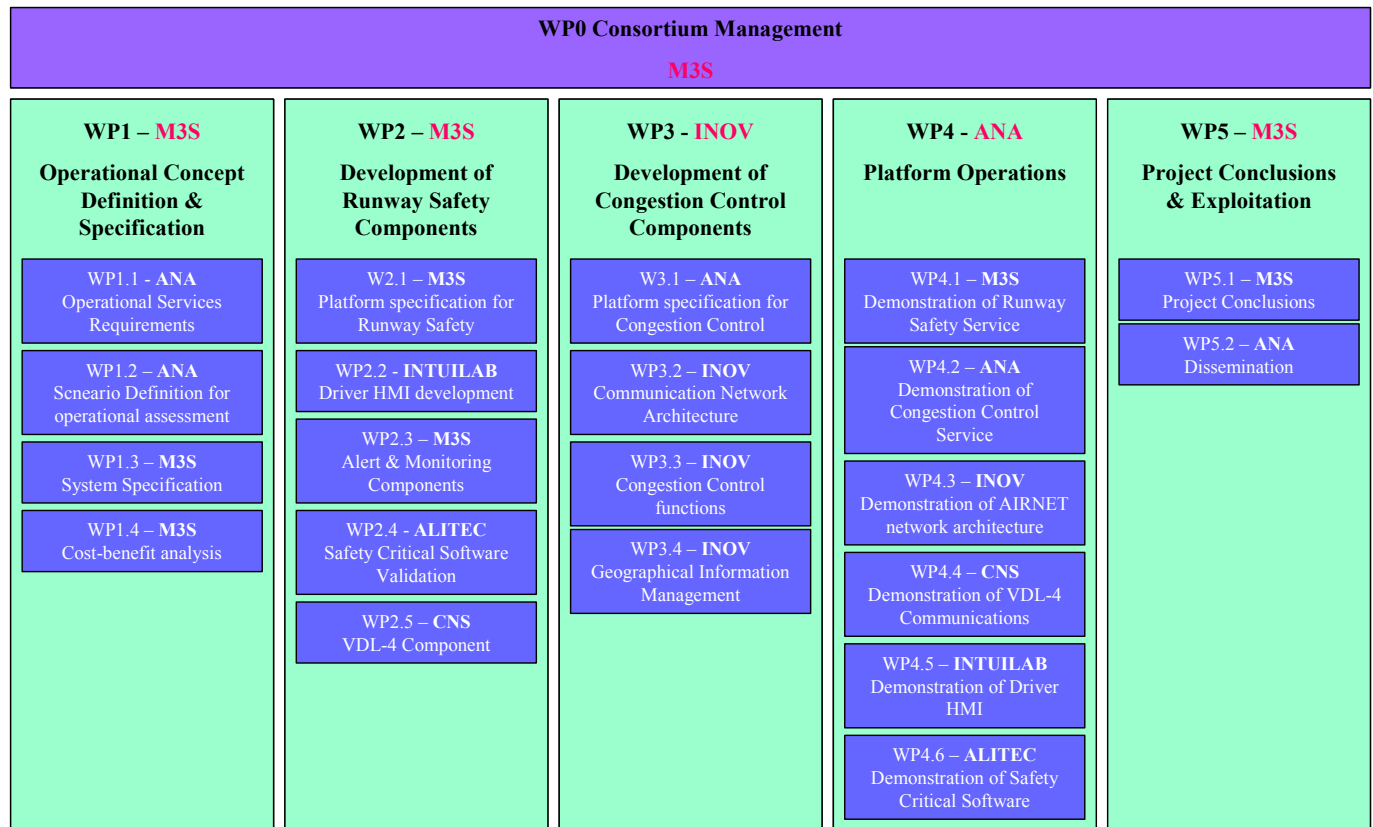 WP0 Consortium Management
M3S
WP1 – M3S
Operational Concept
Definition &
Specification
WP1.1 - ANA
Operational Services
Requirements
WP1.2 – ANA
Scneario Definition for
operational assessment
WP1.3 – M3S
System Specification
WP1.4 – M3S
Cost-benefit analysis
WP2 – M3S
Development of
Runway Safety
Components
W2.1 – M3S
Platform specification for
Runway Safety
WP2.2 - INTUILAB
Driver HMI development
WP2.3 – M3S
Alert & Monitoring
Components
WP2.4 - ALITEC
Safety Critical Software
Validation
WP2.5 – CNS
VDL-4 Component
WP3 - INOV
Development of
Congestion Control
Components
W3.1 – ANA
Platform specification for
Congestion Control
WP3.2 – INOV
Communication Network
Architecture
WP3.3 – INOV
Congestion Control
functions
WP3.4 – INOV
Geographical Information
Management
WP4 - ANA
Platform Operations
WP4.1 – M3S
Demonstration of Runway
Safety Service
WP4.2 – ANA
Demonstration of
Congestion Control
Service
WP4.3 – INOV
Demonstration of AIRNET
network architecture
WP4.4 – CNS
Demonstration of VDL-4
Communications
WP4.5 – INTUILAB
Demonstration of Driver
HMI
WP4.6 – ALITEC
Demonstration of Safety
Critical Software
WP5 – M3S
Project Conclusions
& Exploitation
WP5.1 – M3S
Project Conclusions
WP5.2 – ANA
Dissemination